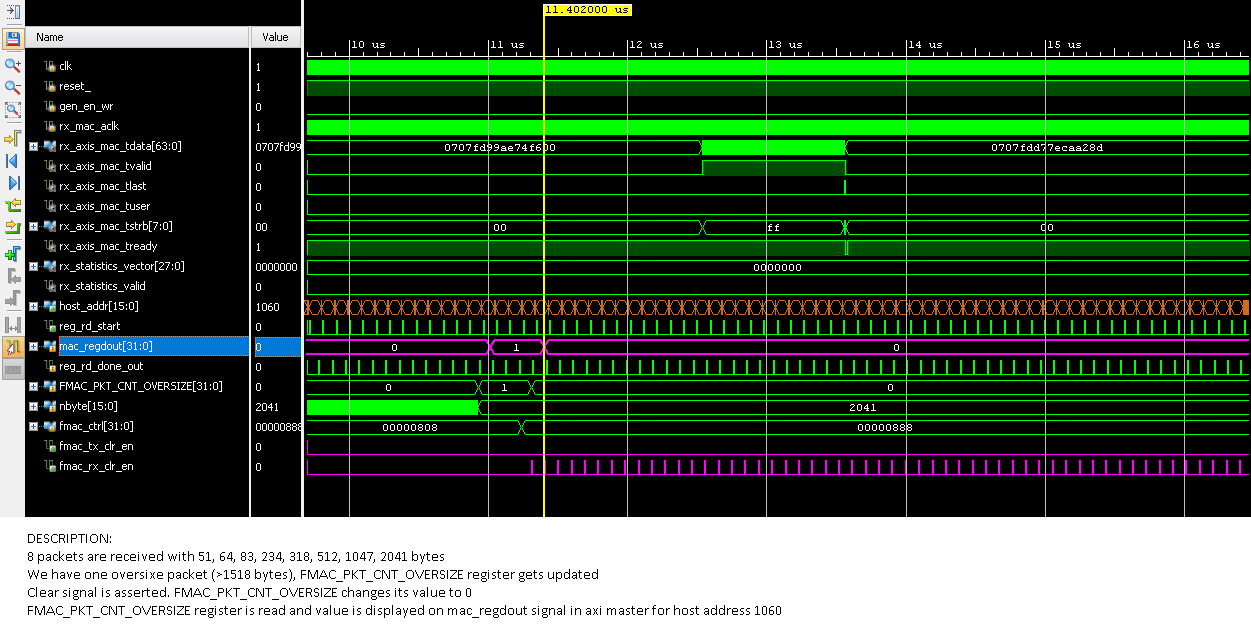 11.402000 us
Name Value
10 us 11 us 12 us 13 us 14 us 15 us 16 us
clk 1
reset_ 1
gen_en_wr 0
rx_mac_aclk 1
rx_axis_mac_tdata[63:0] 0707fd99 0707fd99ae74f600 0707fdd77ecaa28d
rx_axis_mac_tvalid 0
rx_axis_mac_tlast 0
rx_axis_mac_tuser 0
rx_axis_mac_tstrb[7:0] 00 00 ff 00
rx_axis_mac_tready 1
rx_statistics_vector[27:0] 0000000 0000000
rx_statistics_valid 0
host_addr[15:0] 1060
reg_rd_start 0
mac_regdout[31:0] 0 0 1 0
reg_rd_done_out 0
FMAC_PKT_CNT_OVERSIZE[31:0] 0 0 1 0
nbyte[15:0] 2041 2041
fmac_ctrl[31:0] 00000888 00000808 00000888
fmac_tx_clr_en 0
fmac_rx_clr_en 0
DESCRIPTION:
8 packets are received with 51, 64, 83, 234, 318, 512, 1047, 2041 bytes
We have one oversixe packet (>1518 bytes), FMAC_PKT_CNT_OVERSIZE register gets updated
Clear signal is asserted. FMAC_PKT_CNT_OVERSIZE changes its value to 0
FMAC_PKT_CNT_OVERSIZE register is read and value is displayed on mac_regdout signal in axi master for host address 1060